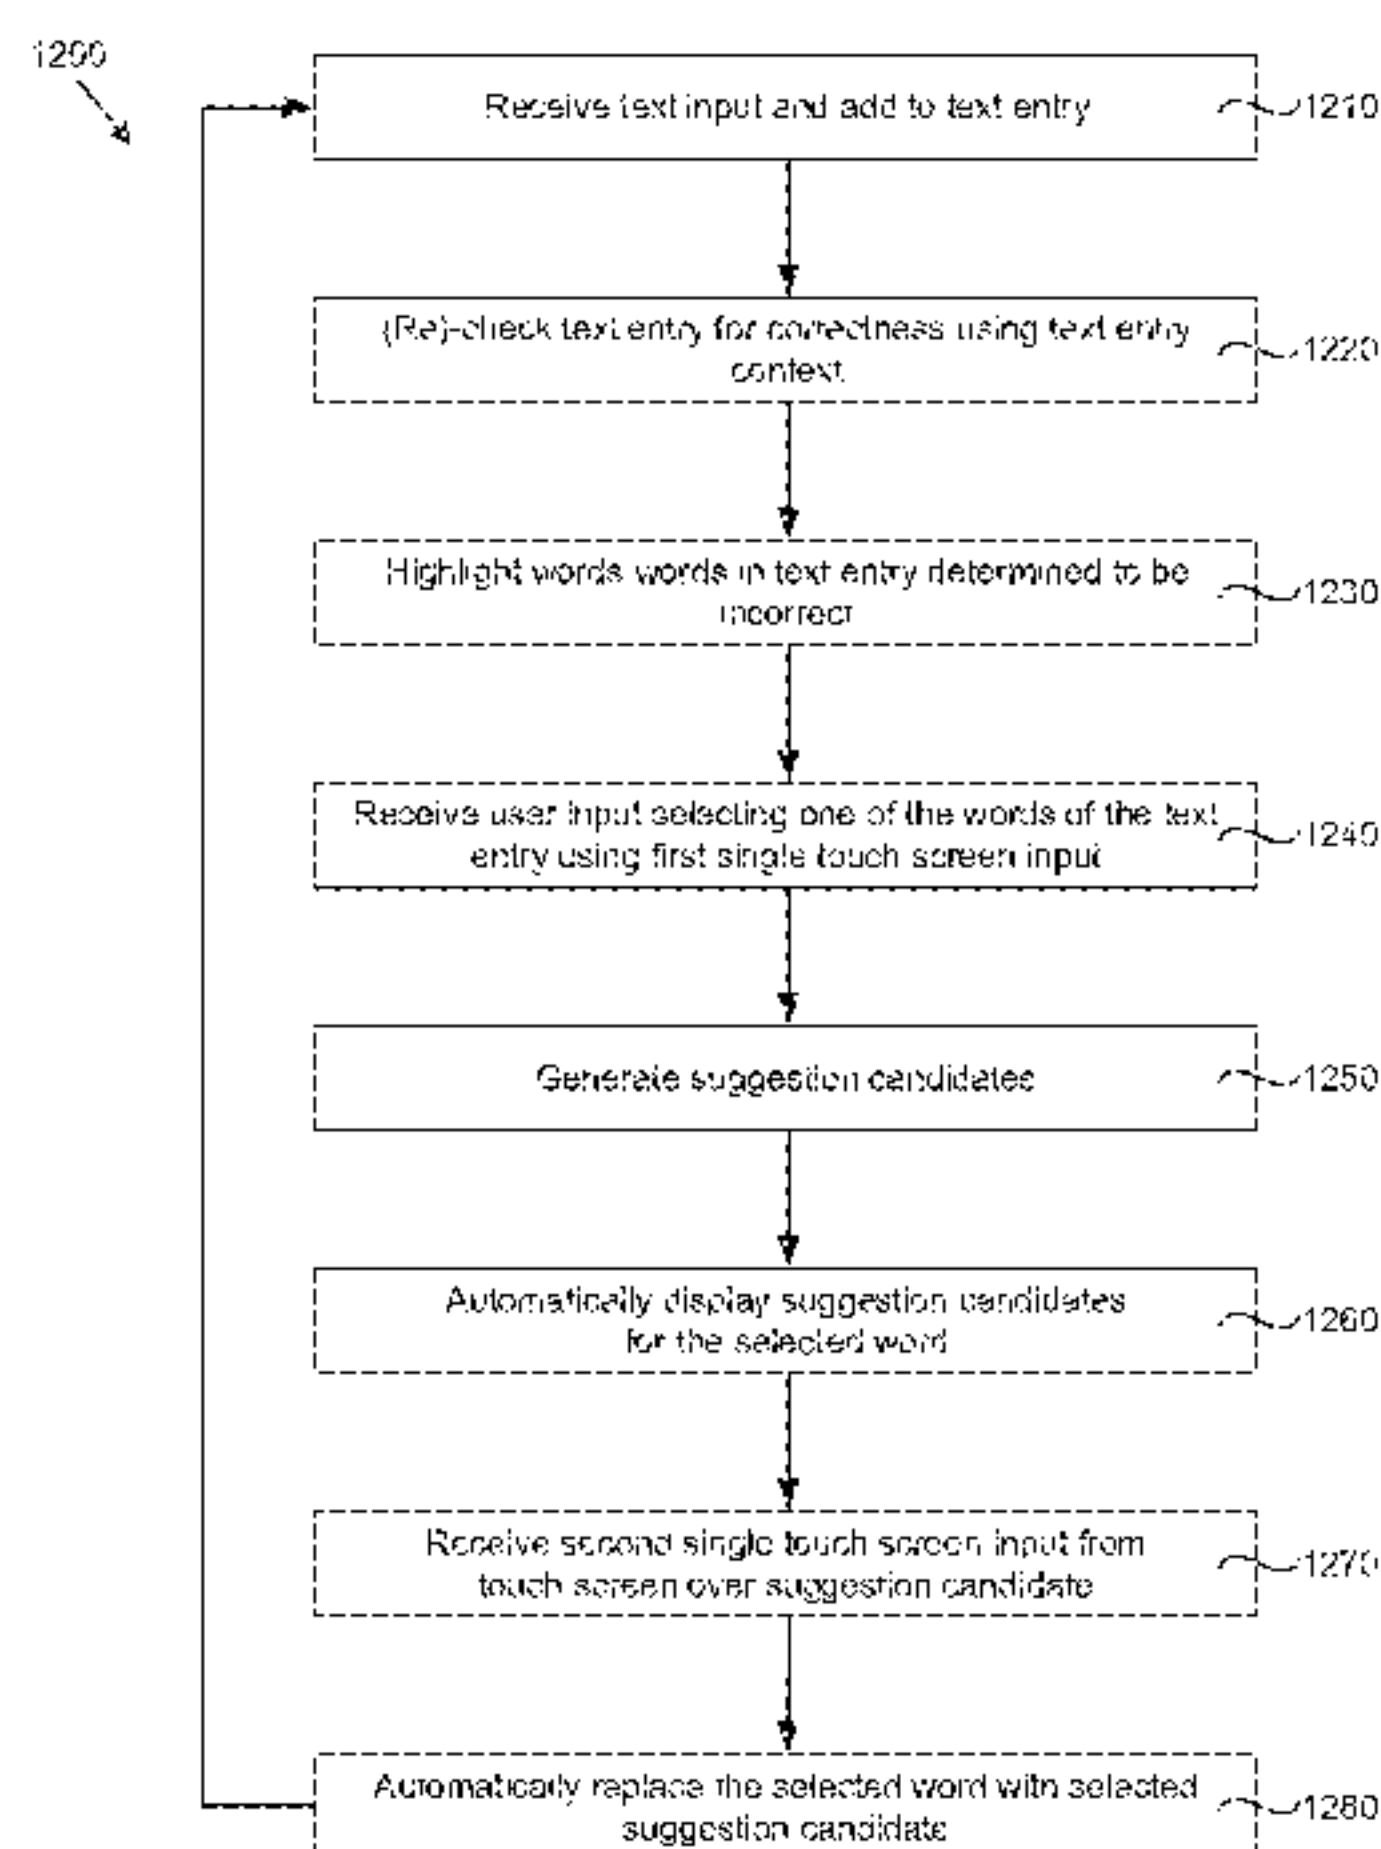 1200
Receive text input and add to text entry
1210
(Re)-check text entry for correctness using text entry
context
1220
Highlight words words in text entry determined to be
incorrect
1230
Receive user input selecting one of the words of the text
entry using first single touch screen input
1240
Generate suggestion candidates
1250
Automatically display suggestion candidates
for the selected word
1260
Receive second single touch screen input from
touch screen over suggestion candidate
1270
Automatically replace the selected word with selected
suggestion candidate
1280